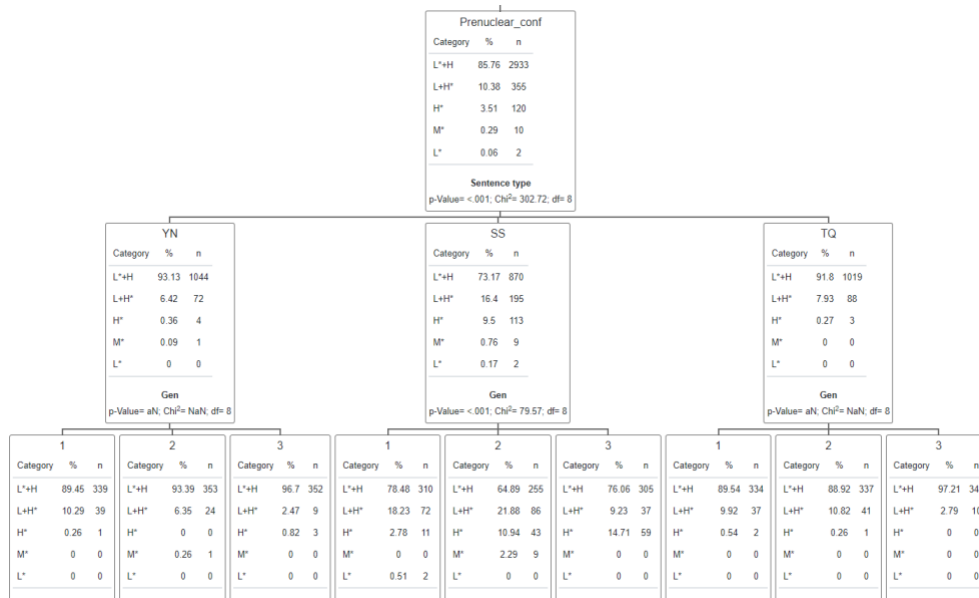 Prenuclear_conf
Category % n
L*+H 85.76 2933
L+H* 10.38 355
H* 3.51 120
M* 0.29 10
L* 0.06 2
Sentence type
p-Value= <.001; Chi²= 302.72; df= 8
YN
Category % n
L*+H 93.13 1044
L+H* 6.42 72
H* 0.36 4
M* 0.09 1
L* 0 0
Gen
p-Value= aN; Chi²= NaN; df= 8
SS
Category % n
L*+H 73.17 870
L+H* 16.4 195
H* 9.5 113
M* 0.76 9
L* 0.17 2
Gen
p-Value= <.001; Chi²= 79.57; df= 8
TQ
Category % n
L*+H 91.8 1019
L+H* 7.93 88
H* 0.27 3
M* 0 0
L* 0 0
Gen
p-Value= aN; Chi²= NaN; df= 8
1
Category % n
L*+H 89.45 339
L+H* 10.29 39
H* 0.26 1
M* 0 0
L* 0 0
2
Category % n
L*+H 93.39 353
L+H* 6.35 24
H* 0 0
M* 0.26 1
L* 0 0
3
Category % n
L*+H 96.7 352
L+H* 2.47 9
H* 0.82 3
M* 0 0
L* 0 0
1
Category % n
L*+H 78.48 310
L+H* 18.23 72
H* 2.78 11
M* 0 0
L* 0.51 2
2
Category % n
L*+H 64.89 255
L+H* 21.88 86
H* 10.94 43
M* 2.29 9
L* 0 0
3
Category % n
L*+H 76.06 305
L+H* 9.23 37
H* 14.71 59
M* 0 0
L* 0 0
1
Category % n
L*+H 89.54 334
L+H* 9.92 37
H* 0.54 2
M* 0 0
L* 0 0
2
Category % n
L*+H 88.92 337
L+H* 10.82 41
H* 0.26 1
M* 0 0
L* 0 0
3
Category % n
L*+H 97.21
L+H* 2.79
H* 0
M* 0
L* 0